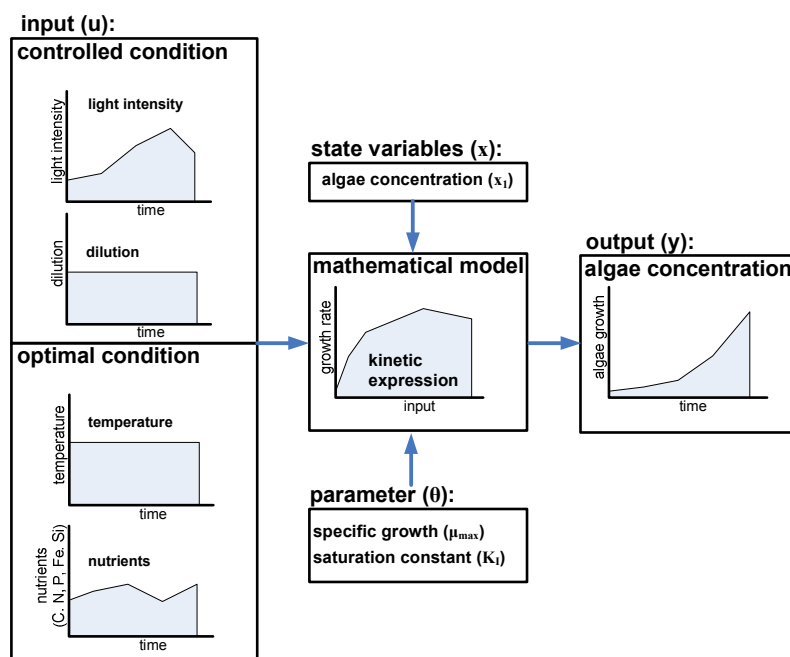 input (u):
controlled condition
light intensity
light intensity
time
dilution
dilution
time
optimal condition
temperature
temperature
time
nutrients
nutrients
(C. N, P, Fe. Si)
time
state variables (x):
algae concentration (x₁)
mathematical model
growth rate
kinetic
expression
input
parameter (θ):
specific growth (μₘₐₓ)
saturation constant (K_I)
output (y):
algae concentration
algae growth
time